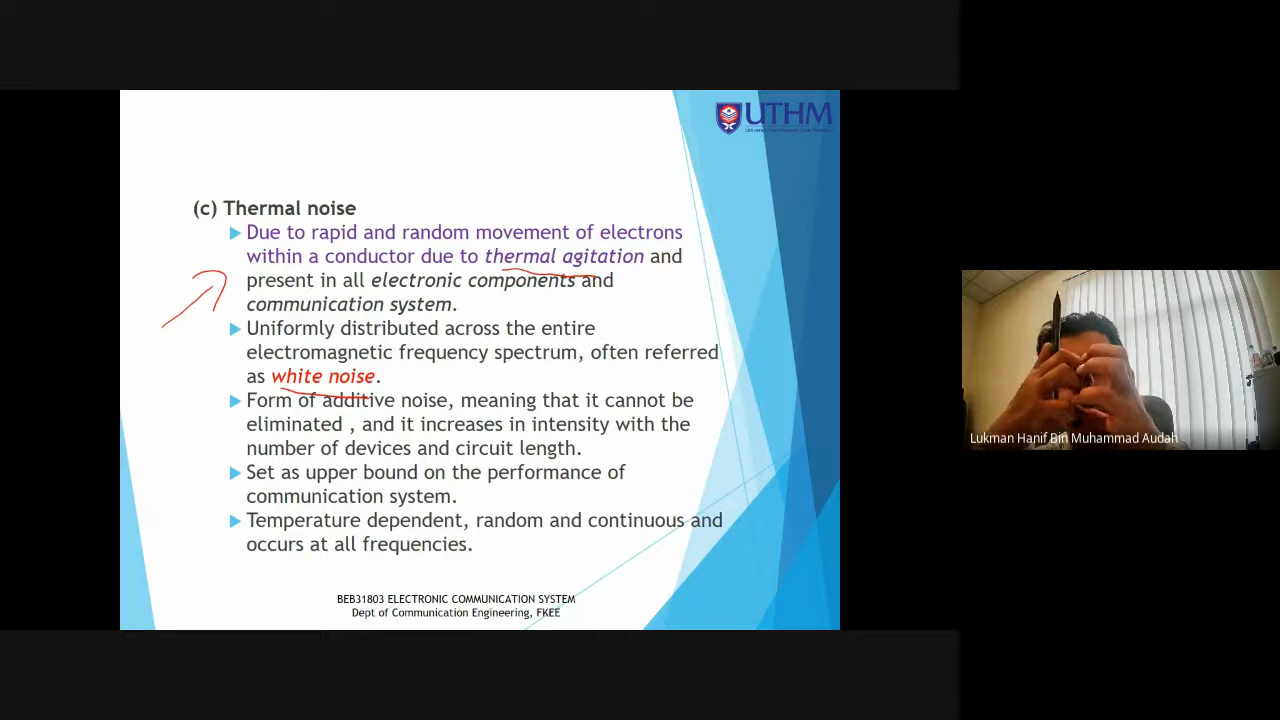 UTHM
(c) Thermal noise
Due to rapid and random movement of electrons
within a conductor due to thermal agitation and
present in all electronic components and
communication system.
Uniformly distributed across the entire
electromagnetic frequency spectrum, often referred
as white noise.
Form of additive noise, meaning that it cannot be
eliminated , and it increases in intensity with the
number of devices and circuit length.
Set as upper bound on the performance of
communication system.
Temperature dependent, random and continuous and
occurs at all frequencies.
BEB31803 ELECTRONIC COMMUNICATION SYSTEM
Dept of Communication Engineering, FKEE
Lukman Hanif Bin Muhammad Audah